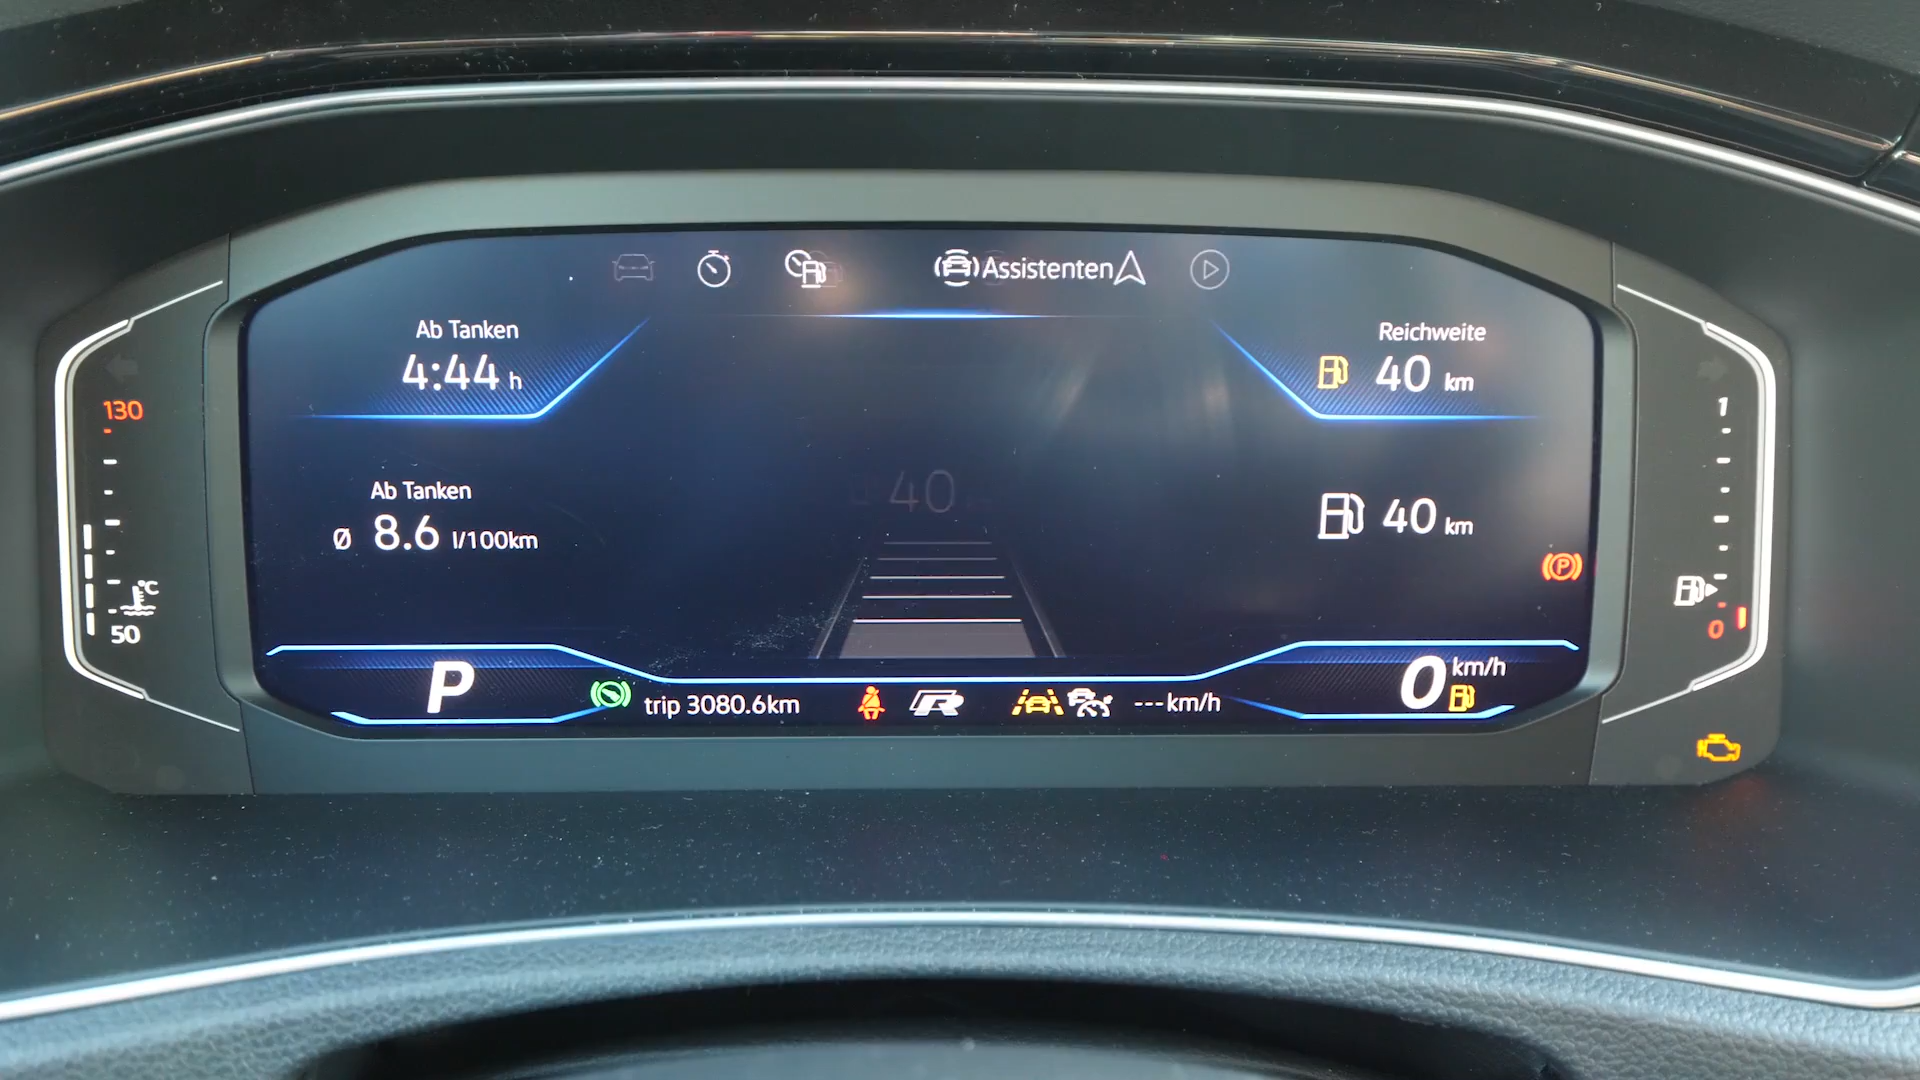 Assistenten
Ab Tanken
4:44 h
Reichweite
40 km
130
1
Ab Tanken
Ø 8.6 l/100km
40
40 km
P
°C
50
0
P
trip 3080.6km
R
---km/h
0 km/h